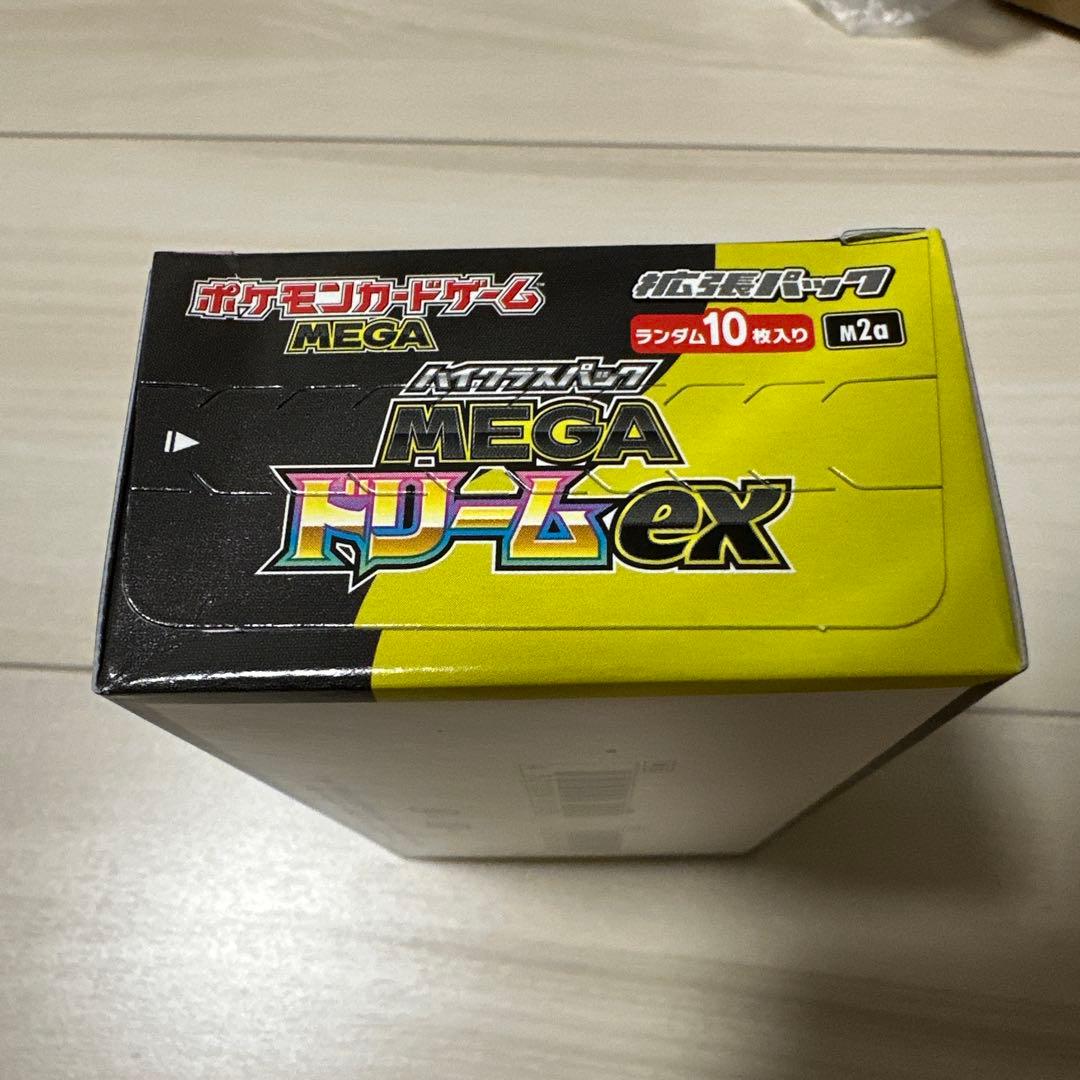 ポケモンカードゲーム
MEGA
拡張パック
ランダム10枚入り M2a
ハイクラスパック
MEGA
ドリームex